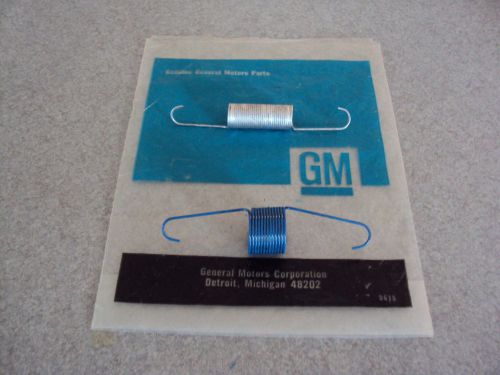 Genuine General Motors Parts
GM
General Motors Corporation
Detroit, Michigan 48202